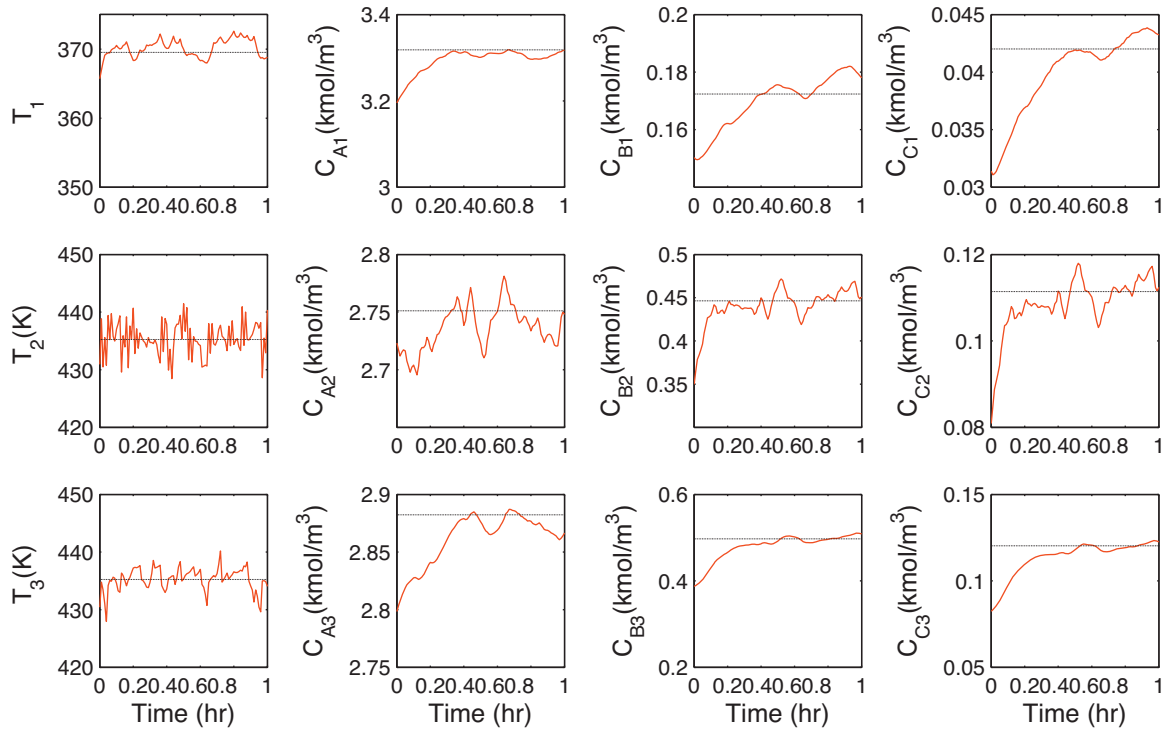 T1
370
360
350
0 0.20.40.60.8 1
CA1(kmol/m3)
3.4
3.2
3
0 0.20.40.60.8 1
CB1(kmol/m3)
0.2
0.18
0.16
0 0.20.40.60.8 1
CC1(kmol/m3)
0.045
0.04
0.035
0.03
0 0.20.40.60.8 1
T2(K)
450
440
430
420
0 0.20.40.60.8 1
CA2(kmol/m3)
2.8
2.75
2.7
0 0.20.40.60.8 1
CB2(kmol/m3)
0.5
0.45
0.4
0.35
0 0.20.40.60.8 1
CC2(kmol/m3)
0.12
0.1
0.08
0 0.20.40.60.8 1
T3(K)
450
440
430
420
0 0.20.40.60.8 1
Time (hr)
CA3(kmol/m3)
2.9
2.85
2.8
2.75
0 0.20.40.60.8 1
Time (hr)
CB3(kmol/m3)
0.6
0.4
0.2
0 0.20.40.60.8 1
Time (hr)
CC3(kmol/m3)
0.15
0.1
0.05
0 0.20.40.60.8 1
Time (hr)